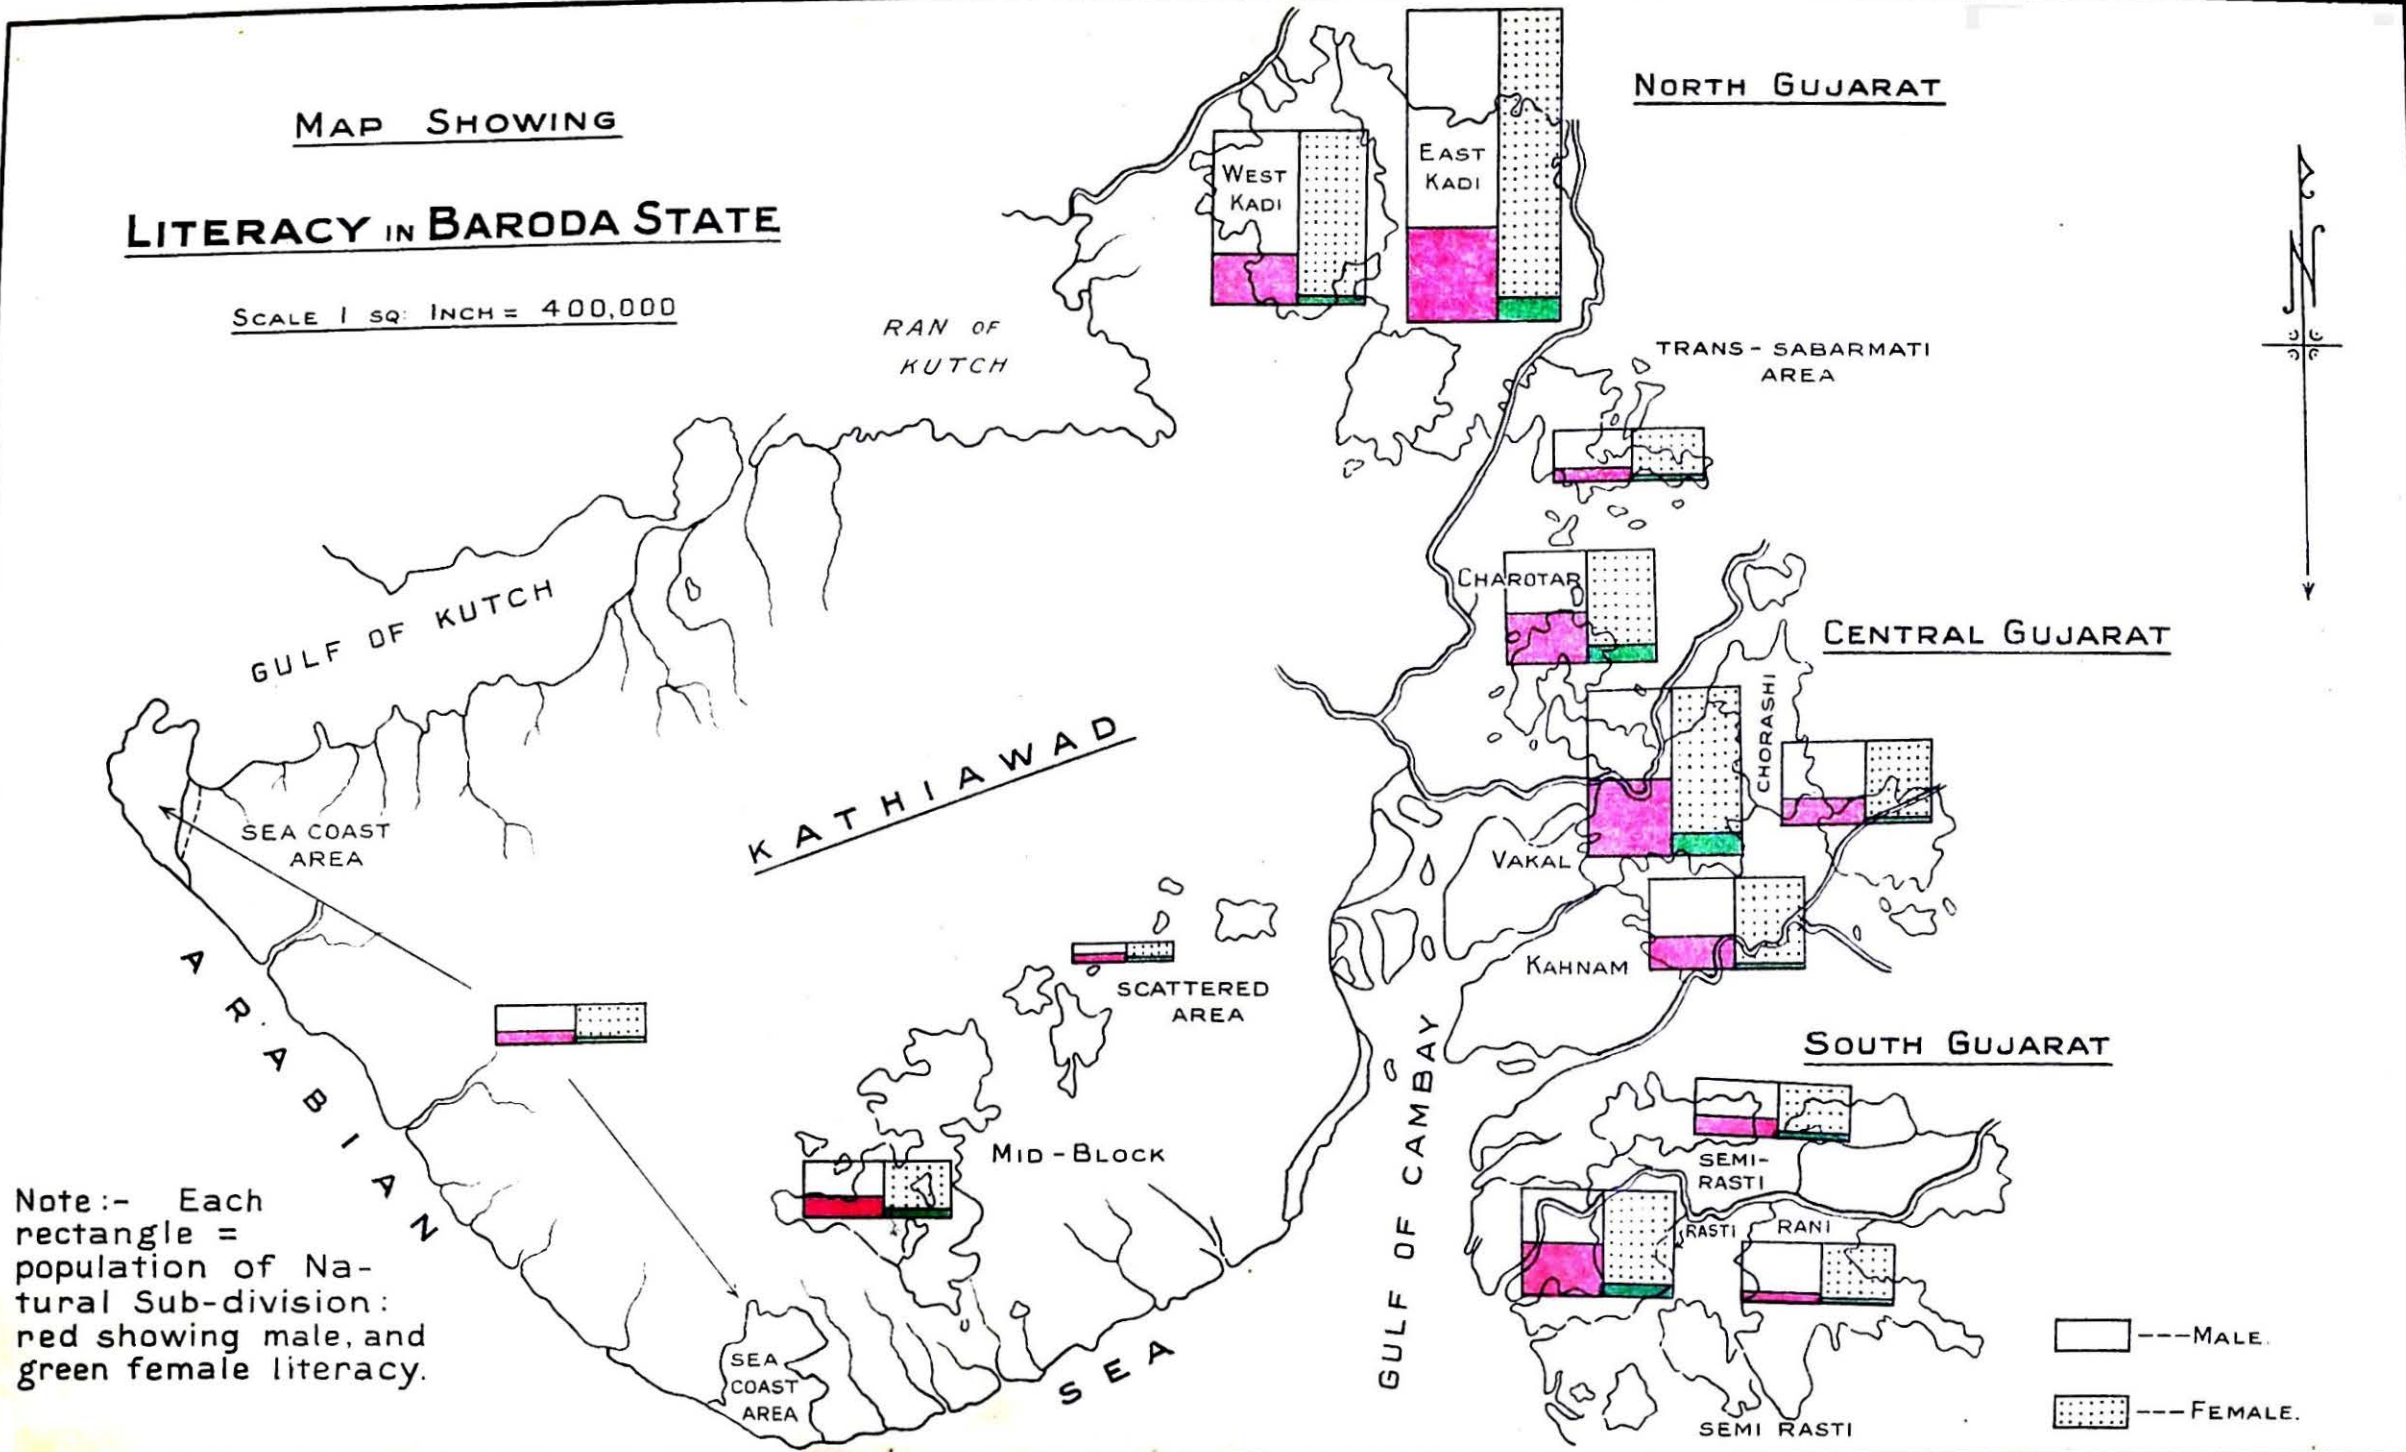 MAP SHOWING
LITERACY IN BARODA STATE
SCALE 1 SQ: INCH = 400,000
NORTH GUJARAT
WEST
KADI
EAST
KADI
N
RAN OF
KUTCH
TRANS-SABARMATI
AREA
GULF OF KUTCH
CHAROTAR
CENTRAL GUJARAT
CHORASHI
KATHIAWAD
SEA COAST
AREA
VAKAL
KAHNAM
SCATTERED
AREA
SOUTH GUJARAT
ARABIAN SEA
GULF OF CAMBAY
MID-BLOCK
SEMI-
RASTI
RASTI
RANI
SEA
COAST
AREA
SEMI RASTI
Note:- Each
rectangle =
population of Na-
tural Sub-division:
red showing male, and
green female literacy.
---MALE.
---FEMALE.